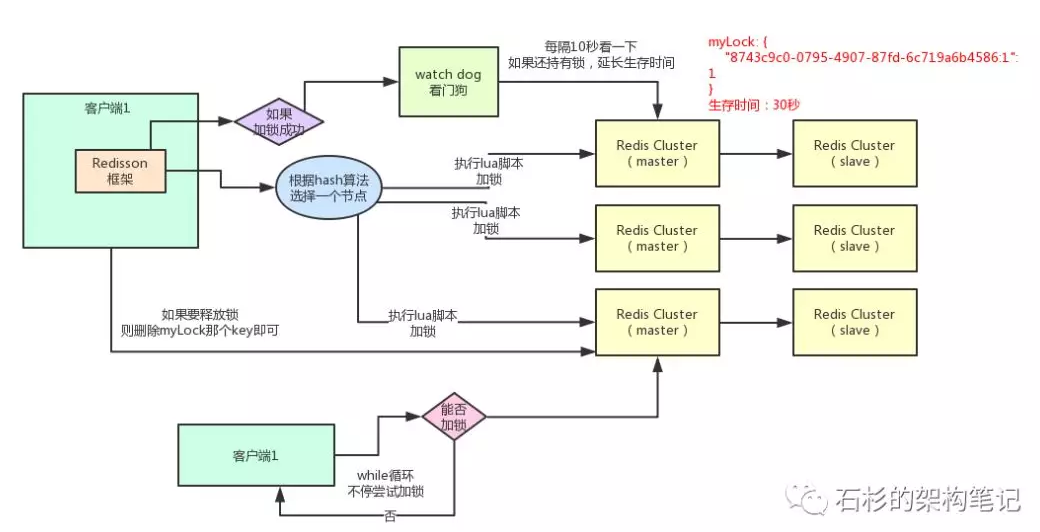 每隔10秒看一下
如果还持有锁，延长生存时间
myLock: {
"8743c9c0-0795-4907-87fd-6c719a6b4586:1":
1
}
生存时间：30秒
watch dog
看门狗
客户端1
如果
加锁成功
Redisson
框架
根据hash算法
选择一个节点
执行lua脚本
加锁
Redis Cluster
（master）
Redis Cluster
（slave）
执行lua脚本
加锁
Redis Cluster
（master）
Redis Cluster
（slave）
如果要释放锁
则删除myLock那个key即可
执行lua脚本
加锁
Redis Cluster
（master）
Redis Cluster
（slave）
能否
加锁
客户端1
while循环
不停尝试加锁
否
石杉的架构笔记